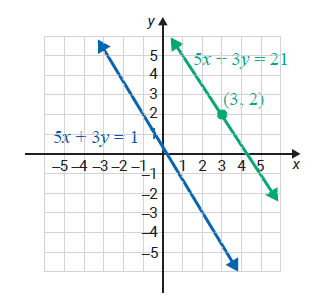 y
5x + 3y = 21
5
4
3
(3, 2)
2
5x + 3y = 1
1
-5 -4 -3 -2 -1 1 2 3 4 5 x
-1
-2
-3
-4
-5